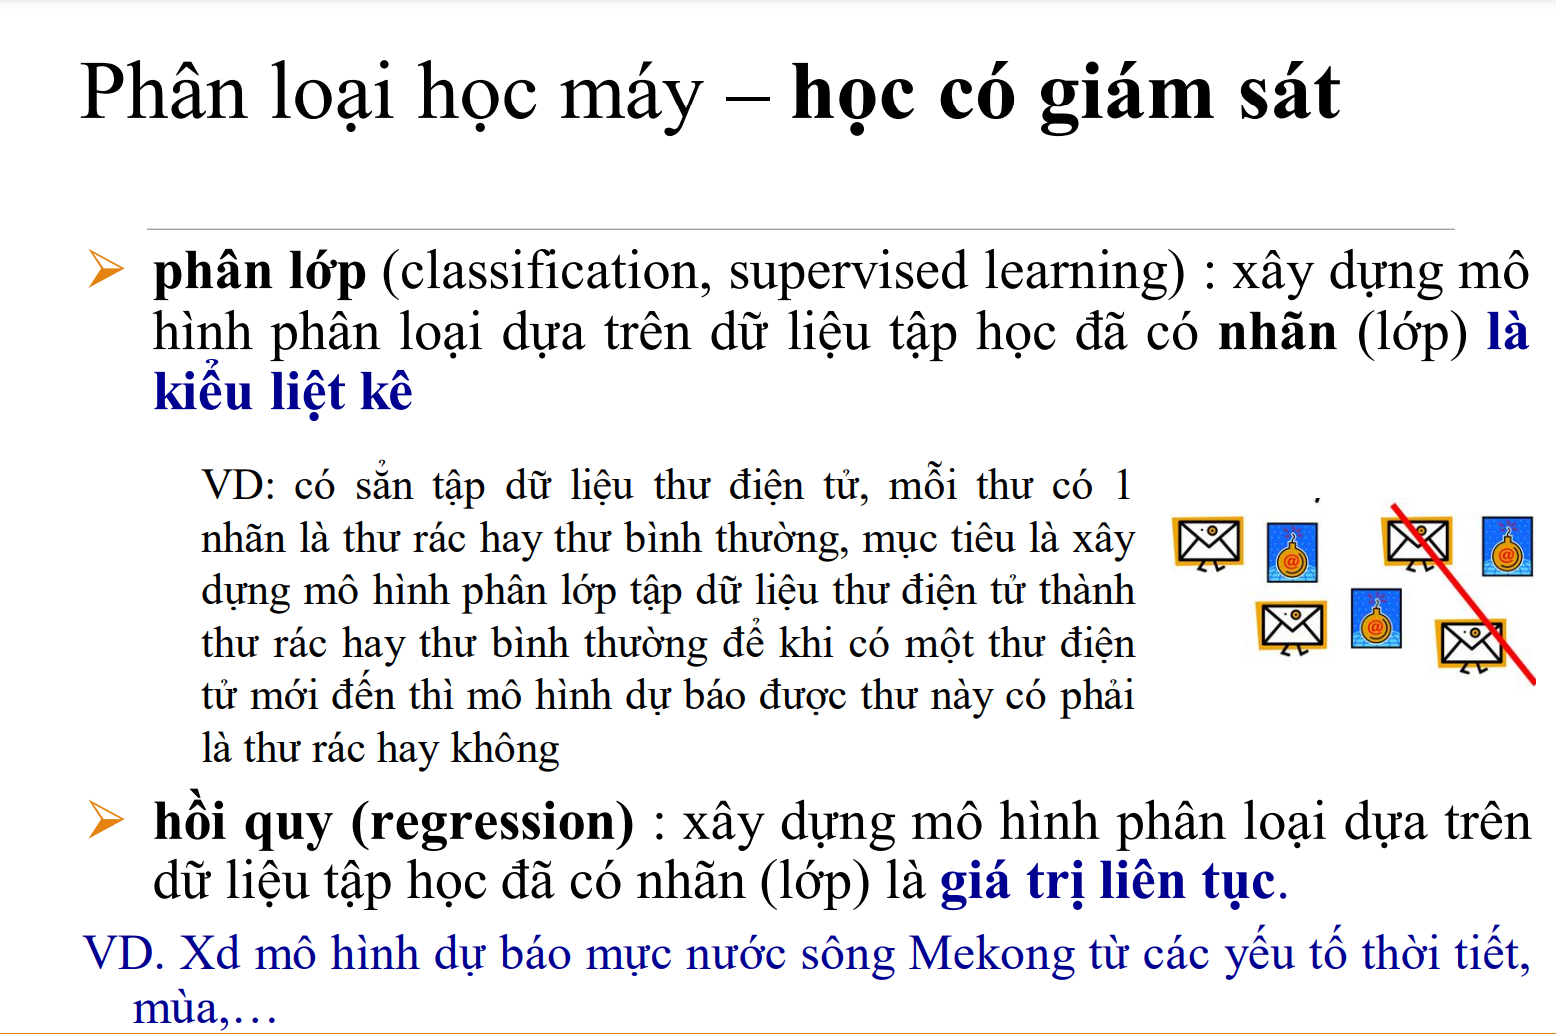 Phân loại học máy – học có giám sát
➢ phân lớp (classification, supervised learning) : xây dựng mô
hình phân loại dựa trên dữ liệu tập học đã có nhãn (lớp) là
kiểu liệt kê
VD: có sẳn tập dữ liệu thư điện tử, mỗi thư có 1
nhãn là thư rác hay thư bình thường, mục tiêu là xây
dựng mô hình phân lớp tập dữ liệu thư điện tử thành
thư rác hay thư bình thường để khi có một thư điện
tử mới đến thì mô hình dự báo được thư này có phải
là thư rác hay không
➢ hồi quy (regression) : xây dựng mô hình phân loại dựa trên
dữ liệu tập học đã có nhãn (lớp) là giá trị liên tục.
VD. Xd mô hình dự báo mực nước sông Mekong từ các yếu tố thời tiết,
mùa,…